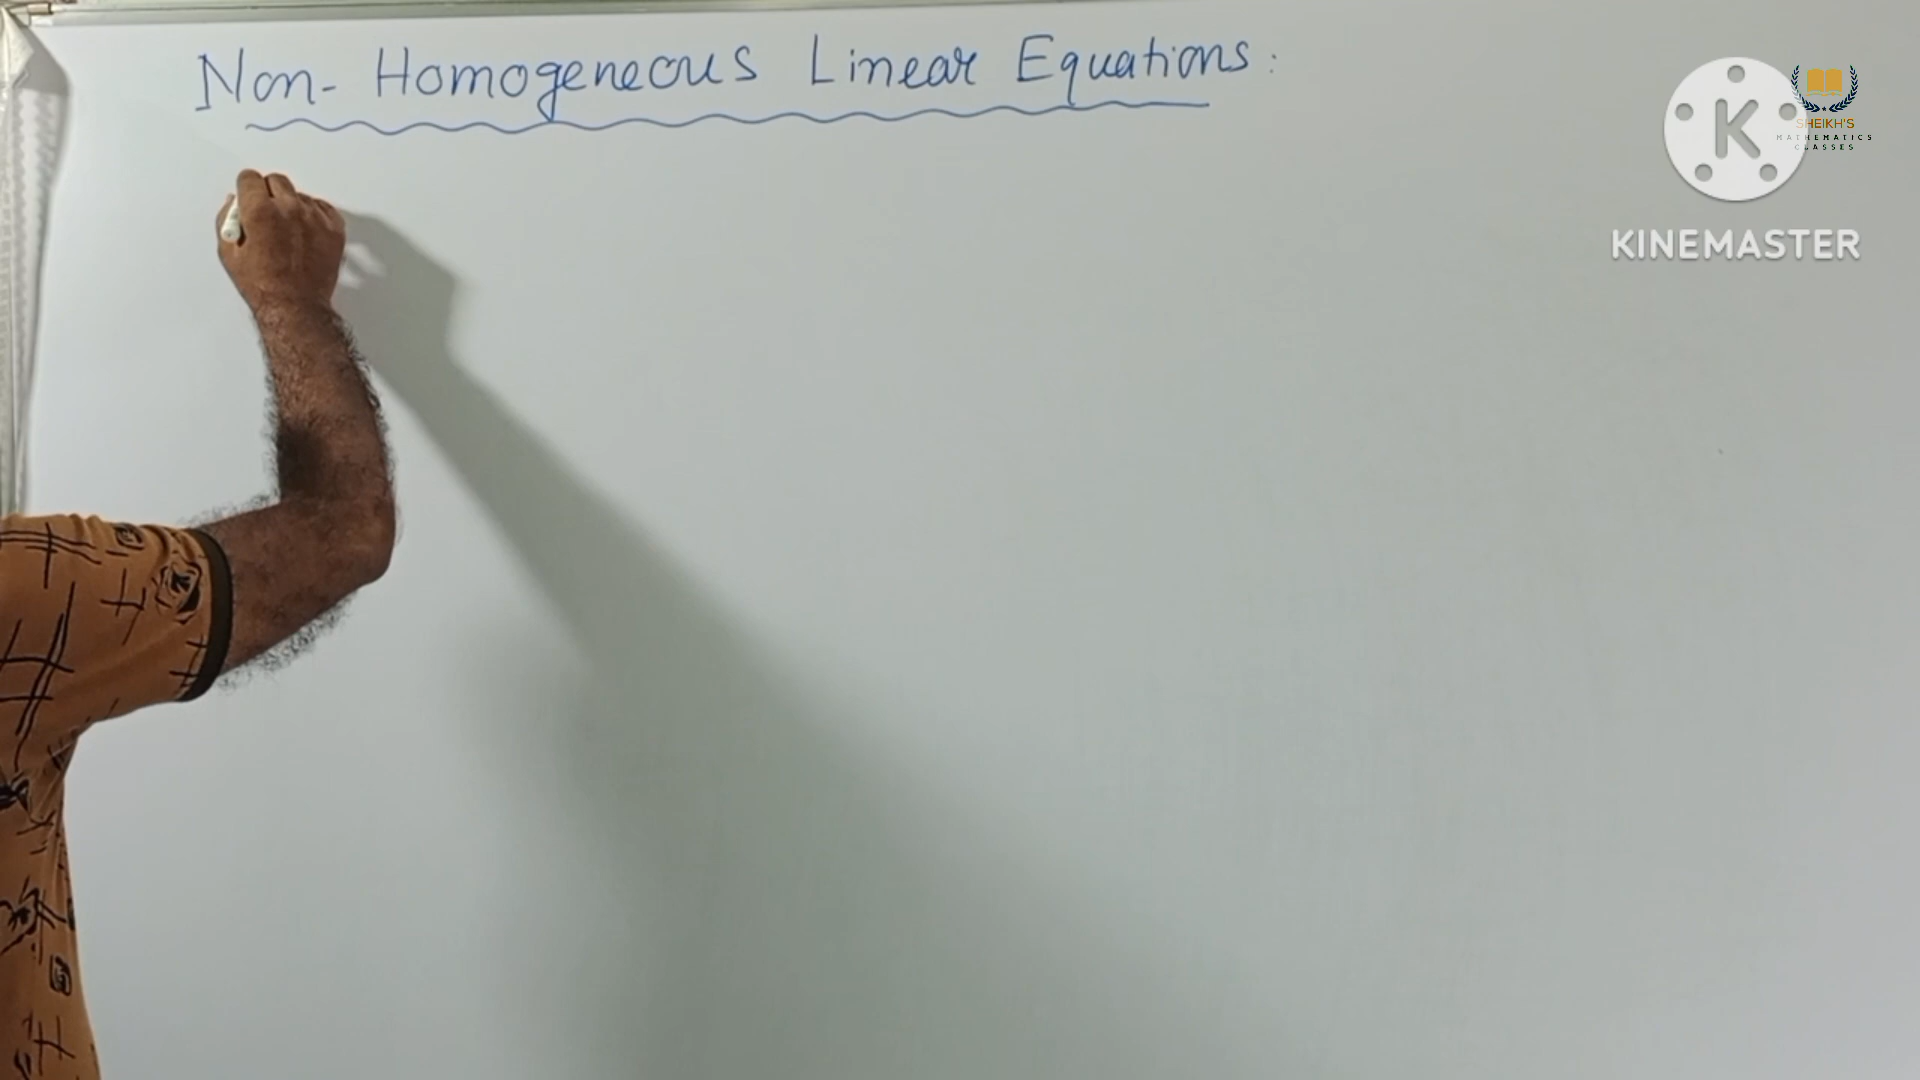 Non-Homogeneous Linear Equations:
K
SHEIKH'S
MATHEMATICS
CLASSES
KINEMASTER